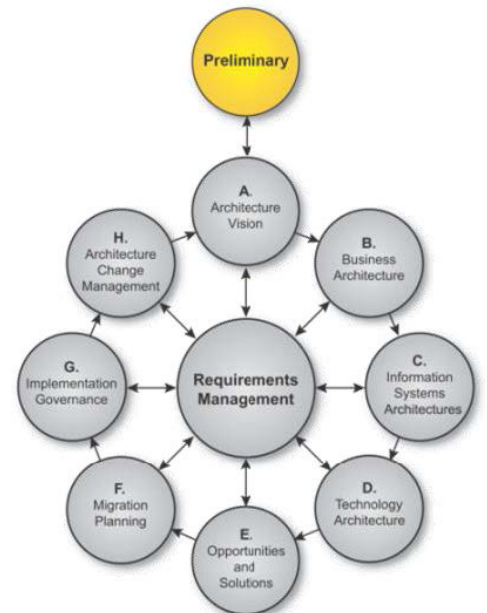 Preliminary
A.
Architecture
Vision
B.
Business
Architecture
C.
Information
Systems
Architectures
D.
Technology
Architecture
E.
Opportunities
and
Solutions
F.
Migration
Planning
G.
Implementation
Governance
H.
Architecture
Change
Management
Requirements
Management